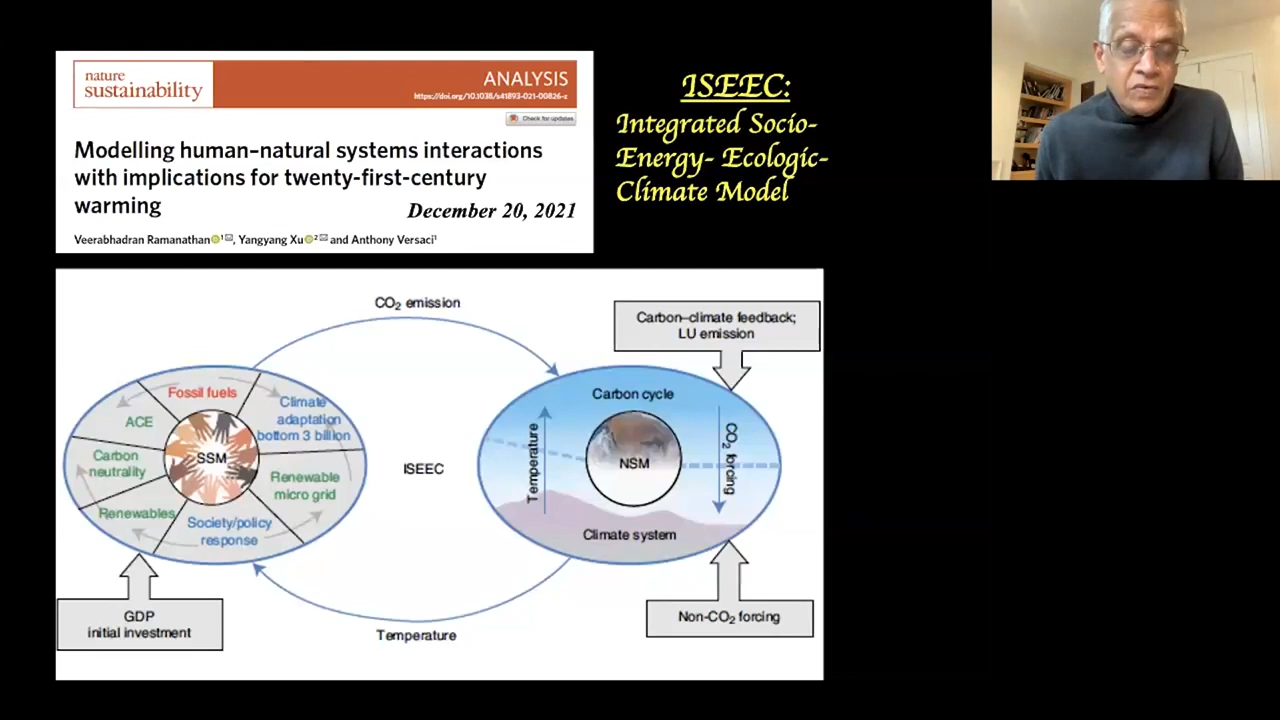 nature
sustainability
ANALYSIS
https://doi.org/10.1038/s41893-021-00826-z
Check for updates
Modelling human–natural systems interactions
with implications for twenty-first-century
warming
December 20, 2021
Veerabhadran Ramanathan 1, Yangyang Xu 2 and Anthony Versaci1
ISEEC:
Integrated Socio-
Energy- Ecologic-
Climate Model
CO2 emission
Carbon–climate feedback;
LU emission
Fossil fuels
Climate
adaptation
bottom 3 billion
ACE
Carbon
neutrality
SSM
Renewable
micro grid
Renewables
Society/policy
response
ISEEC
Carbon cycle
Temperature
NSM
CO2 forcing
Climate system
GDP
initial investment
Temperature
Non-CO2 forcing